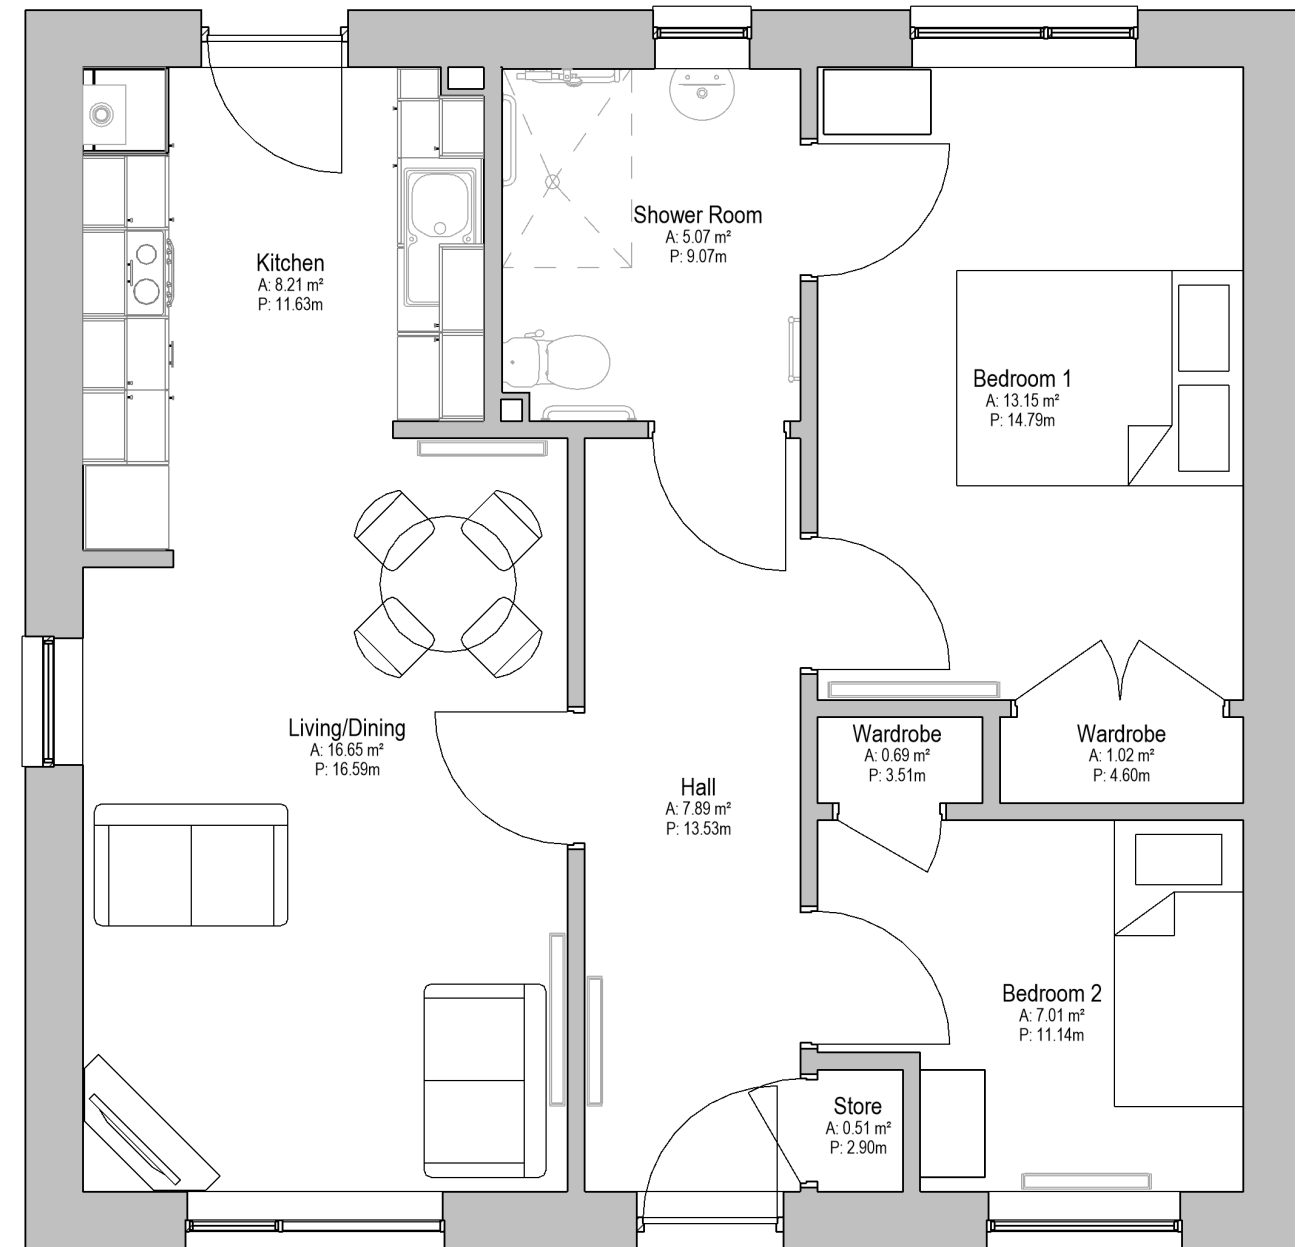 Shower Room
A: 5.07 m²
P: 9.07m
Kitchen
A: 8.21 m²
P: 11.63m
Bedroom 1
A: 13.15 m²
P: 14.79m
Living/Dining
A: 16.65 m²
P: 16.59m
Wardrobe
A: 0.69 m²
P: 3.51m
Wardrobe
A: 1.02 m²
P: 4.60m
Hall
A: 7.89 m²
P: 13.53m
Bedroom 2
A: 7.01 m²
P: 11.14m
Store
A: 0.51 m²
P: 2.90m